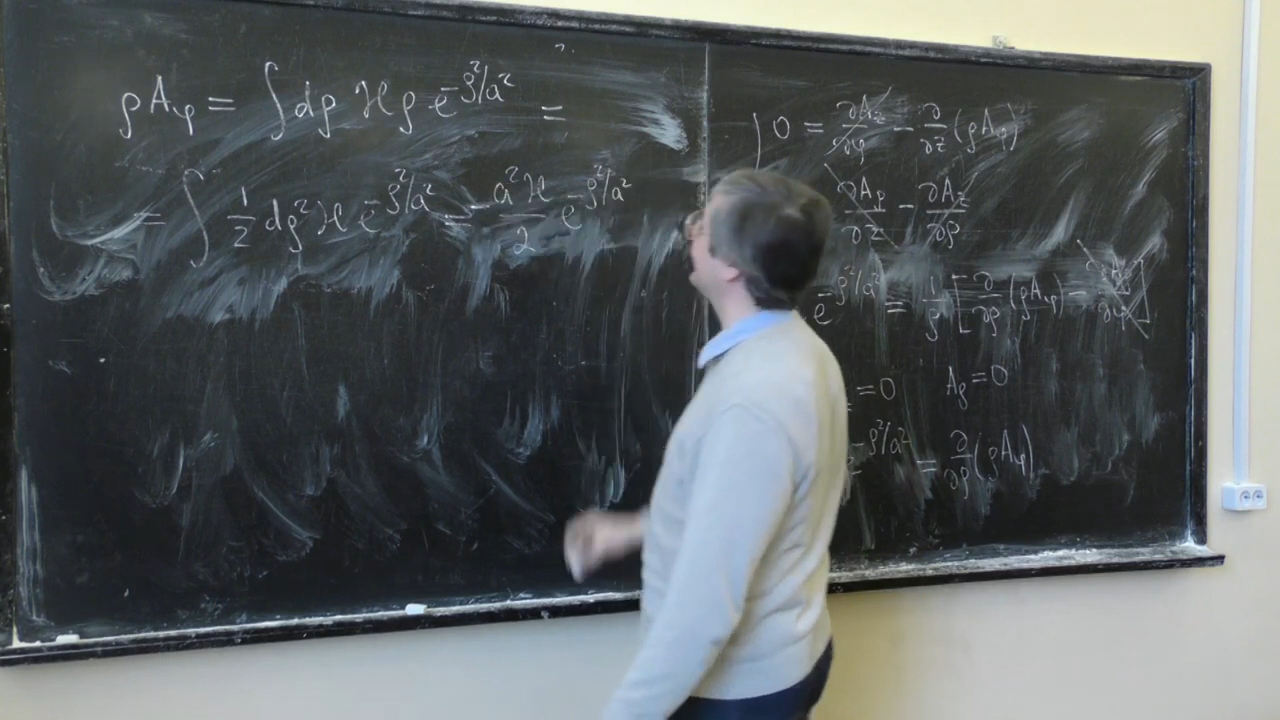 ρA_φ = ∫dρ ℋρ e^{-ρ²/a²} =
= ∫ 1/2 dρ² ℋ e^{-ρ²/a²} = - a²ℋ/2 e^{-ρ²/a²}
0 = ∂A_z/∂φ - ∂/∂z (ρA_φ)
∂A_ρ/∂z - ∂A_z/∂ρ
e^{-ρ²/a²} = 1/ρ [∂/∂ρ (ρA_φ) - ∂A_ρ/∂φ]
= 0 A_ρ = 0
e^{-ρ²/a²} = ∂/∂ρ (ρA_φ)